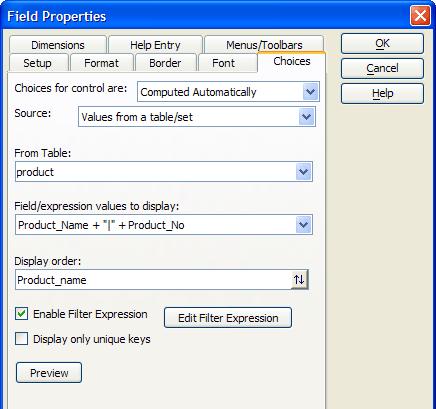 Field Properties
Dimensions Help Entry Menus/Toolbars
Setup Format Border Font Choices
OK
Cancel
Help
Choices for control are: Computed Automatically
Source: Values from a table/set
From Table:
product
Field/expression values to display:
Product_Name + "|" + Product_No
Display order:
Product_name
Enable Filter Expression Edit Filter Expression
Display only unique keys
Preview